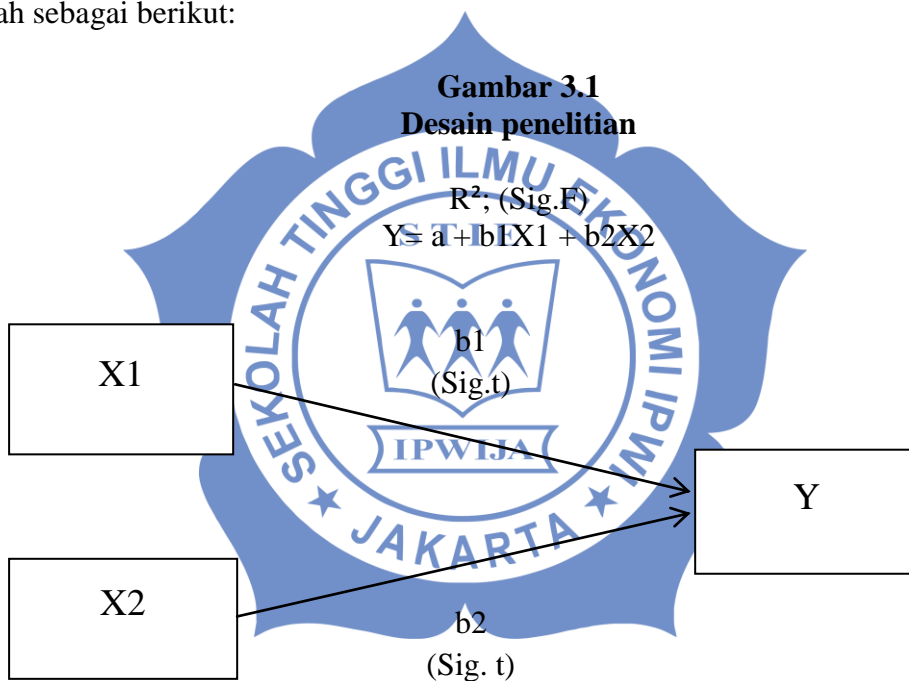 ah sebagai berikut:
Gambar 3.1
Desain penelitian
R²; (Sig.F)
Y= a + b1X1 + b2X2
SEKOLAH TINGGI ILMU EKONOMI IPWI
STIE
b1
(Sig.t)
X1
IPWIJA
Y
JAKARTA
X2
b2
(Sig. t)